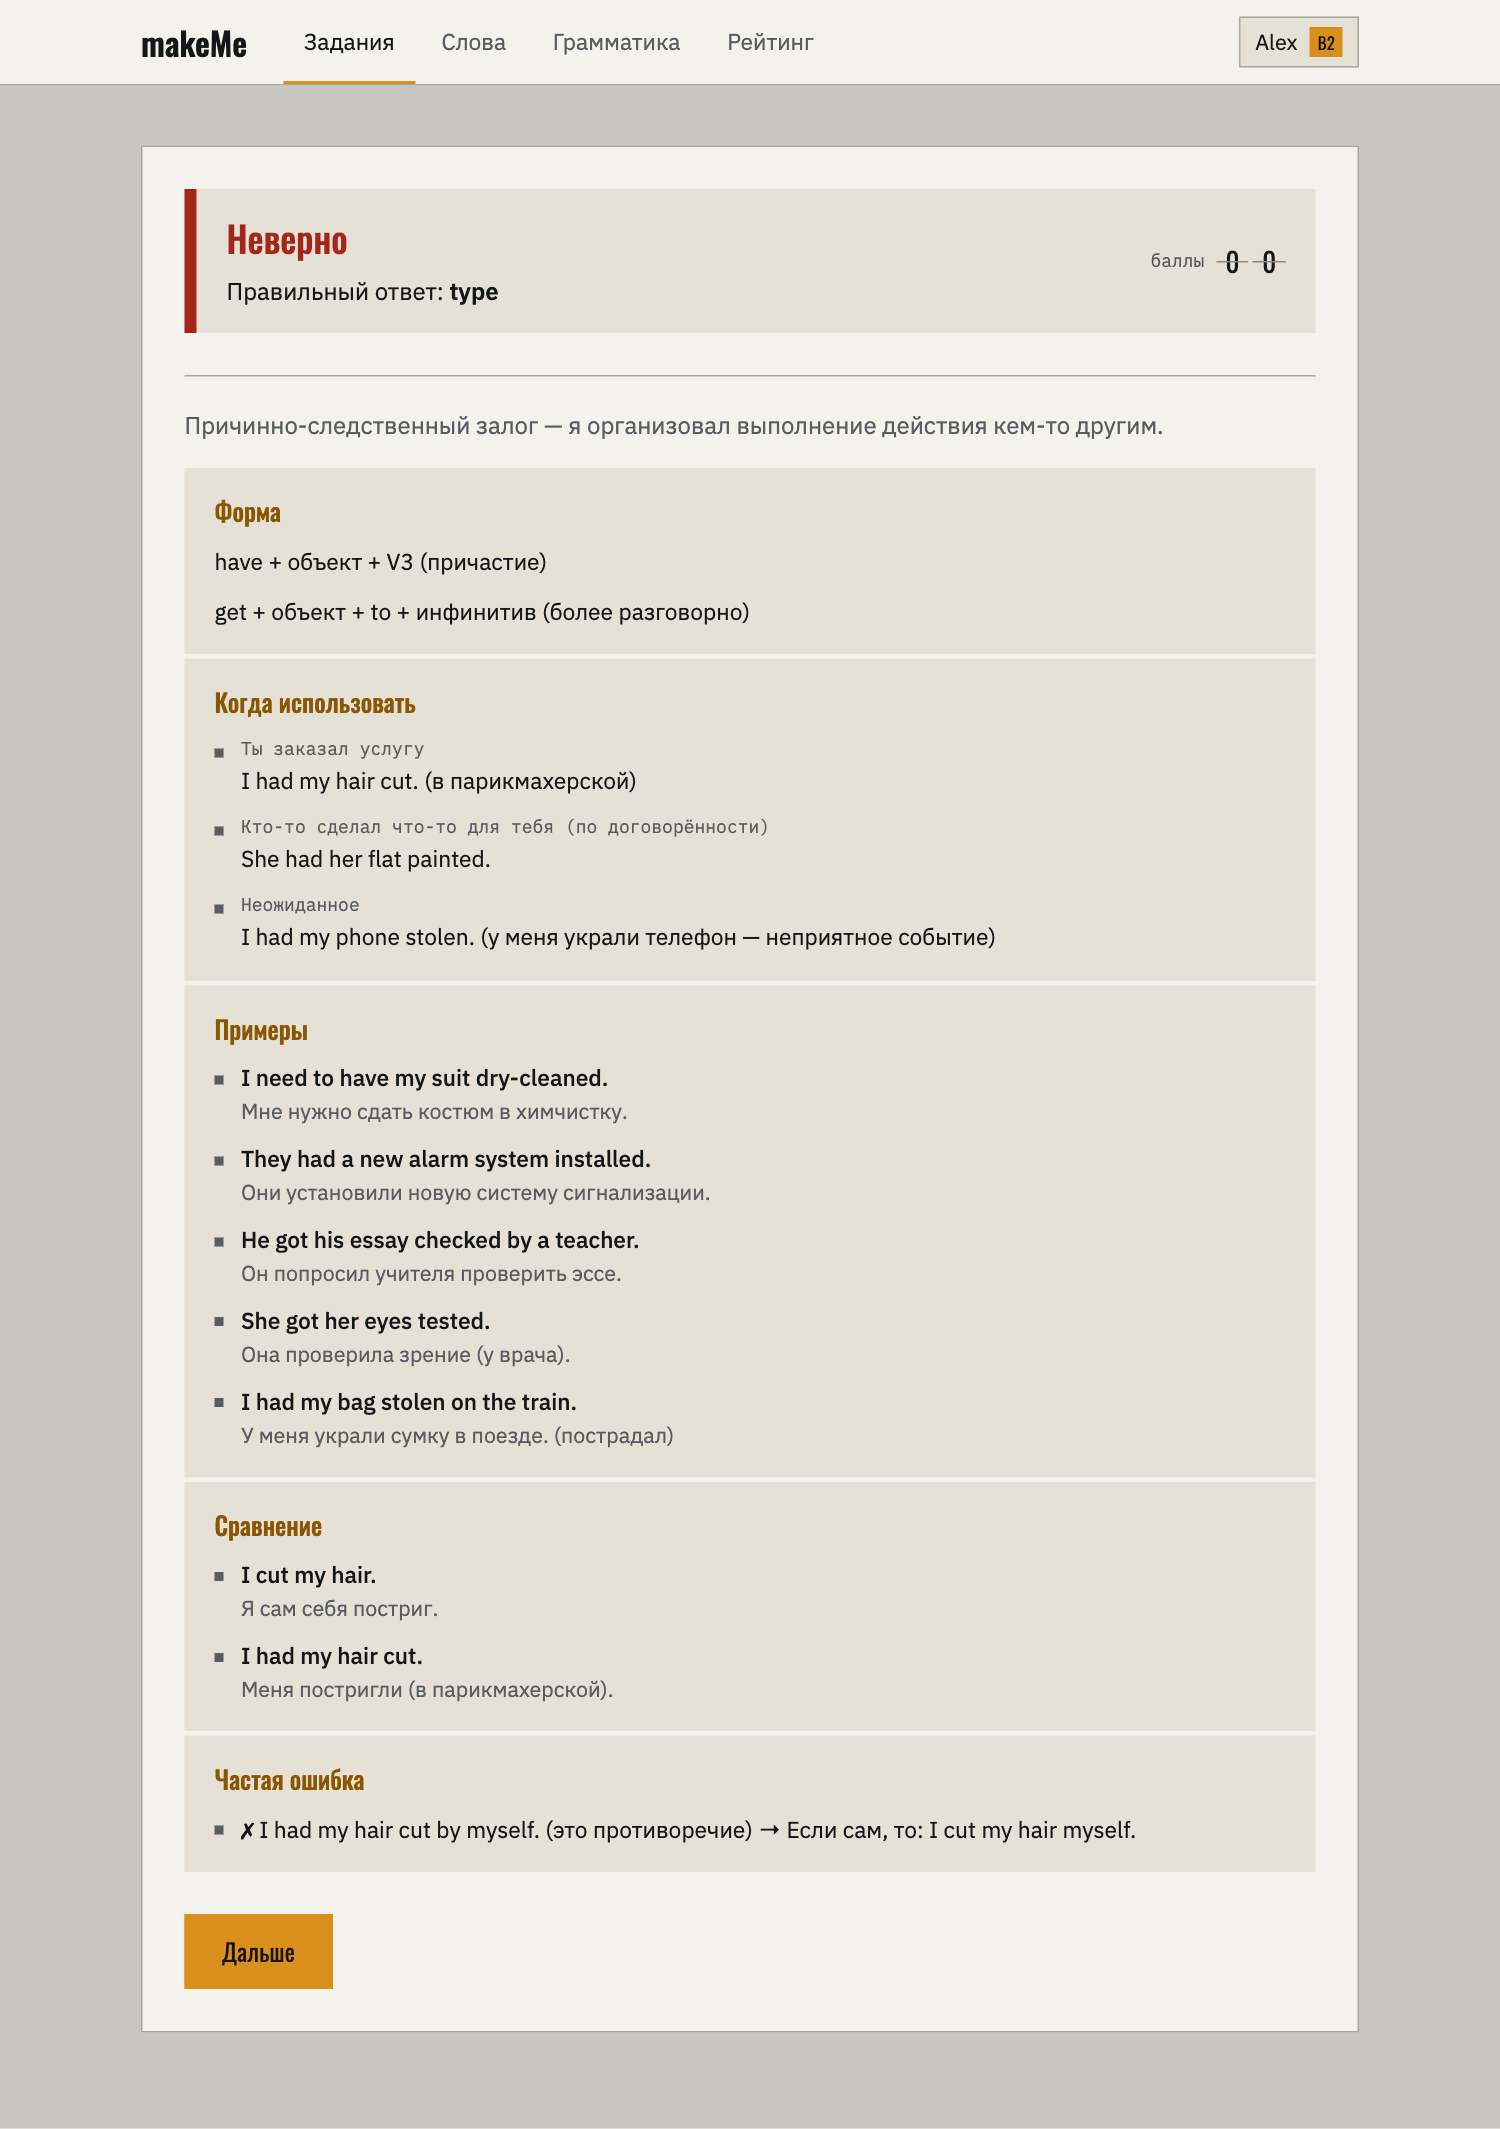 makeMe Задания Слова Грамматика Рейтинг Alex B2
Неверно
Правильный ответ: type
баллы 0 0
Причинно-следственный залог — я организовал выполнение действия кем-то другим.
Форма
have + объект + V3 (причастие)
get + объект + to + инфинитив (более разговорно)
Когда использовать
Ты заказал услугу
I had my hair cut. (в парикмахерской)
Кто-то сделал что-то для тебя (по договорённости)
She had her flat painted.
Неожиданное
I had my phone stolen. (у меня украли телефон — неприятное событие)
Примеры
I need to have my suit dry-cleaned.
Мне нужно сдать костюм в химчистку.
They had a new alarm system installed.
Они установили новую систему сигнализации.
He got his essay checked by a teacher.
Он попросил учителя проверить эссе.
She got her eyes tested.
Она проверила зрение (у врача).
I had my bag stolen on the train.
У меня украли сумку в поезде. (пострадал)
Сравнение
I cut my hair.
Я сам себя постриг.
I had my hair cut.
Меня постригли (в парикмахерской).
Частая ошибка
✗ I had my hair cut by myself. (это противоречие) → Если сам, то: I cut my hair myself.
Дальше